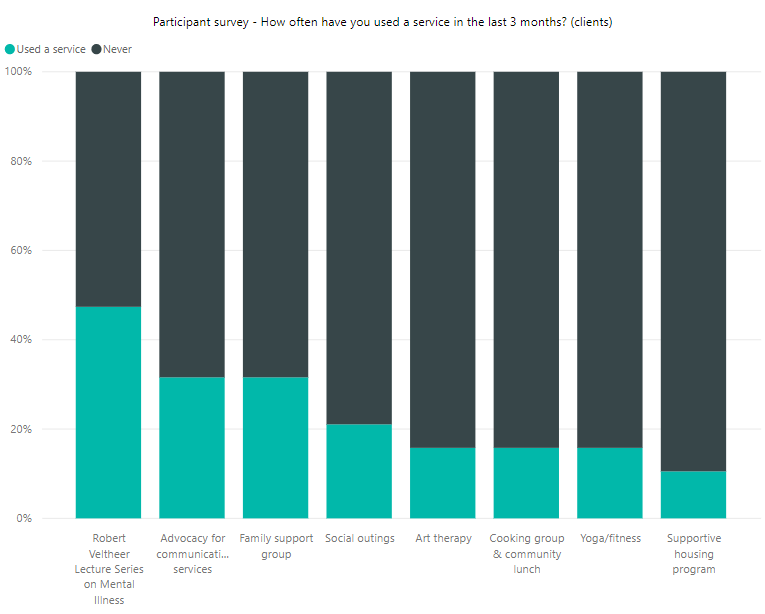 Participant survey - How often have you used a service in the last 3 months? (clients)
Used a service Never
100%
80%
60%
40%
20%
0%
Robert
Veltheer
Lecture Series
on Mental
Illness
Advocacy for
communicati...
services
Family support
group
Social outings
Art therapy
Cooking group
& community
lunch
Yoga/fitness
Supportive
housing
program